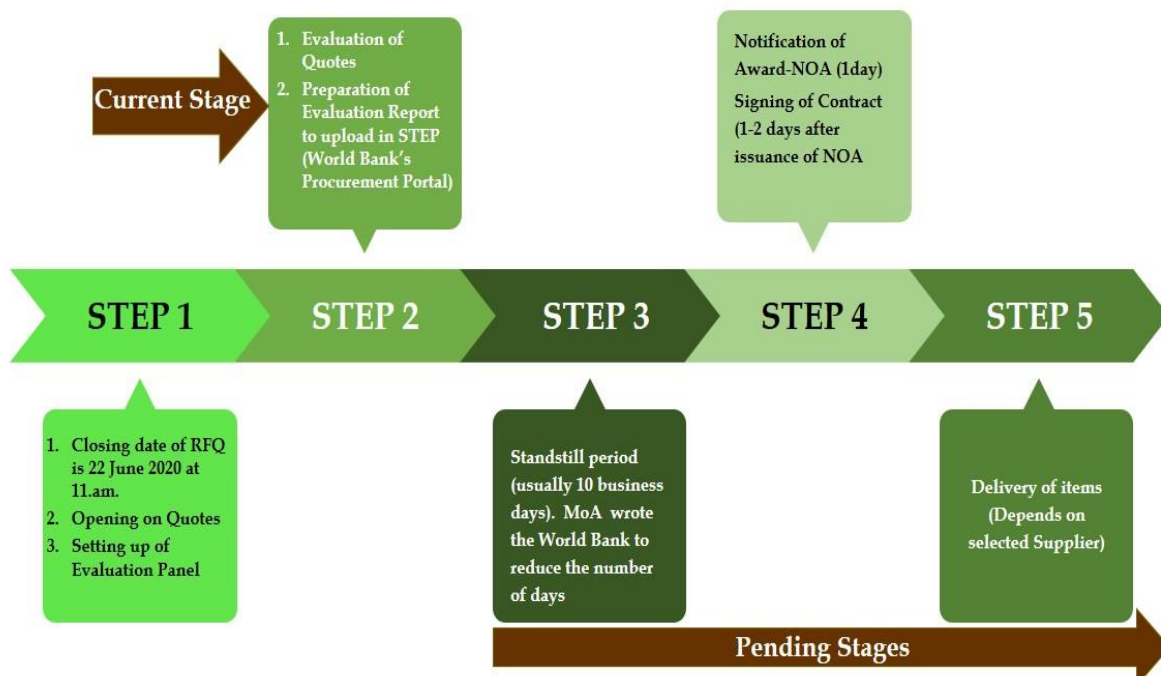 Current Stage
1. Evaluation of
Quotes
2. Preparation of
Evaluation Report
to upload in STEP
(World Bank's
Procurement Portal)
Notification of
Award-NOA (1day)
Signing of Contract
(1-2 days after
issuance of NOA
STEP 1
STEP 2
STEP 3
STEP 4
STEP 5
1. Closing date of RFQ
is 22 June 2020 at
11.am.
2. Opening on Quotes
3. Setting up of
Evaluation Panel
Standstill period
(usually 10 business
days). MoA wrote
the World Bank to
reduce the number
of days
Delivery of items
(Depends on
selected Supplier)
Pending Stages